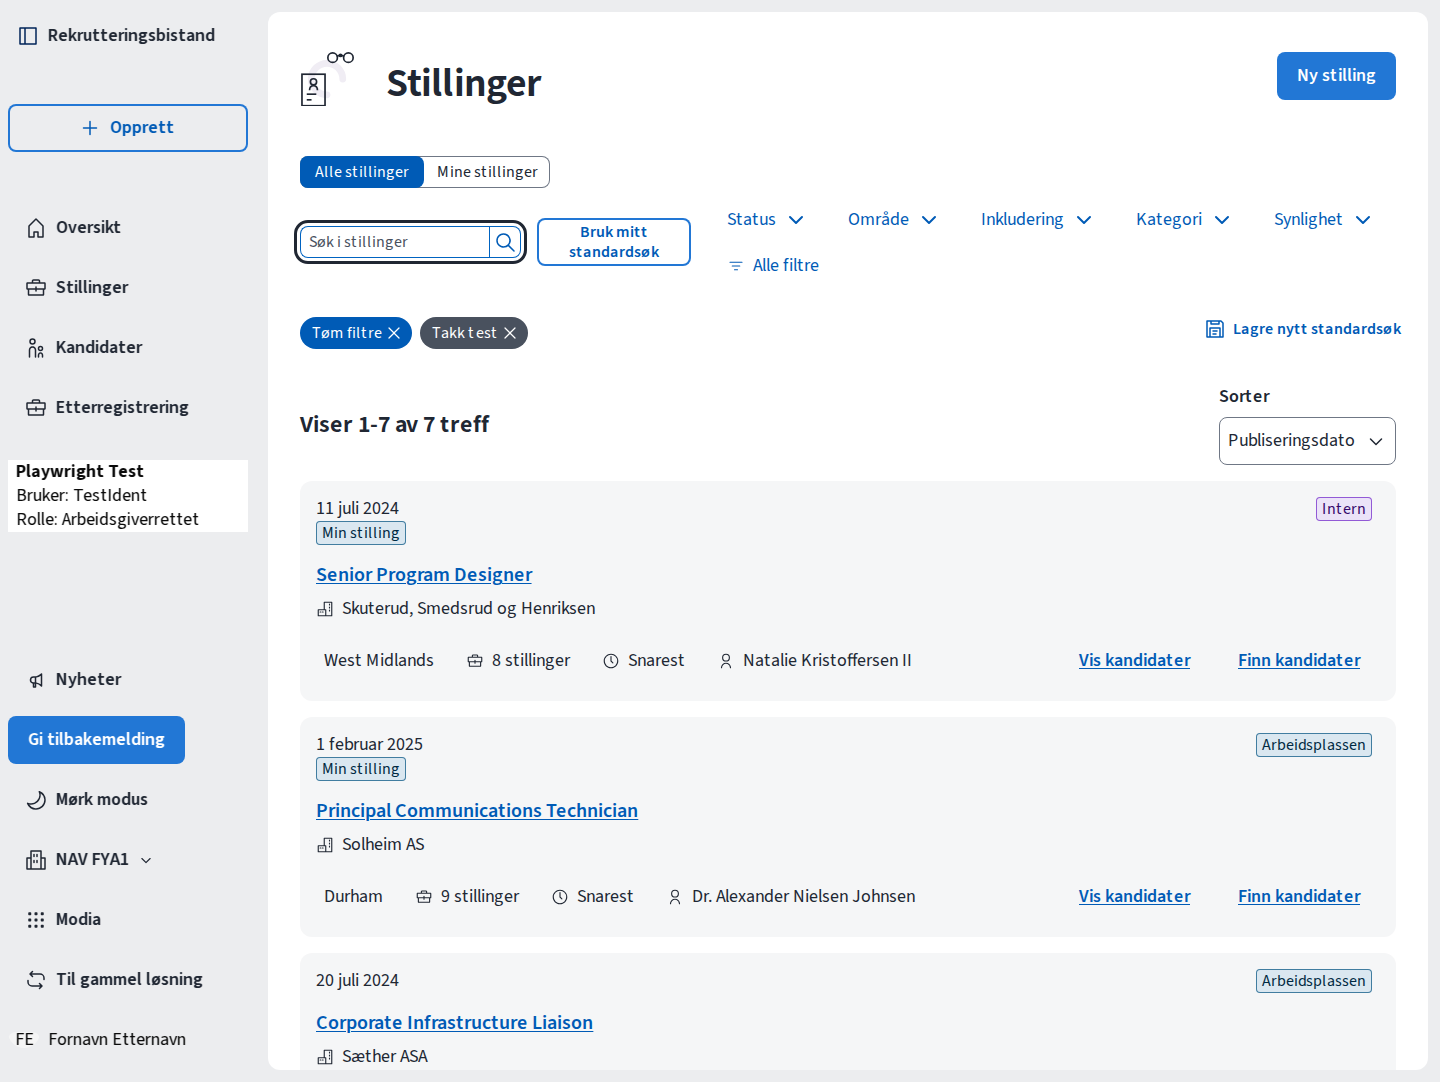 Rekrutteringsbistand
Opprett
Oversikt
Stillinger
Kandidater
Etterregistrering
Playwright Test
Bruker: TestIdent
Rolle: Arbeidsgiverrettet
Nyheter
Gi tilbakemelding
Mørk modus
NAV FYA1
Modia
Til gammel løsning
FE Fornavn Etternavn
Stillinger
Ny stilling
Alle stillinger Mine stillinger
Søk i stillinger
Bruk mitt
standardsøk
Status Område Inkludering Kategori Synlighet
Alle filtre
Tøm filtre Takk test
Lagre nytt standardsøk
Viser 1-7 av 7 treff
Sorter
Publiseringsdato
11 juli 2024 Intern
Min stilling
Senior Program Designer
Skuterud, Smedsrud og Henriksen
West Midlands 8 stillinger Snarest Natalie Kristoffersen II Vis kandidater Finn kandidater
1 februar 2025 Arbeidsplassen
Min stilling
Principal Communications Technician
Solheim AS
Durham 9 stillinger Snarest Dr. Alexander Nielsen Johnsen Vis kandidater Finn kandidater
20 juli 2024 Arbeidsplassen
Corporate Infrastructure Liaison
Sæther ASA